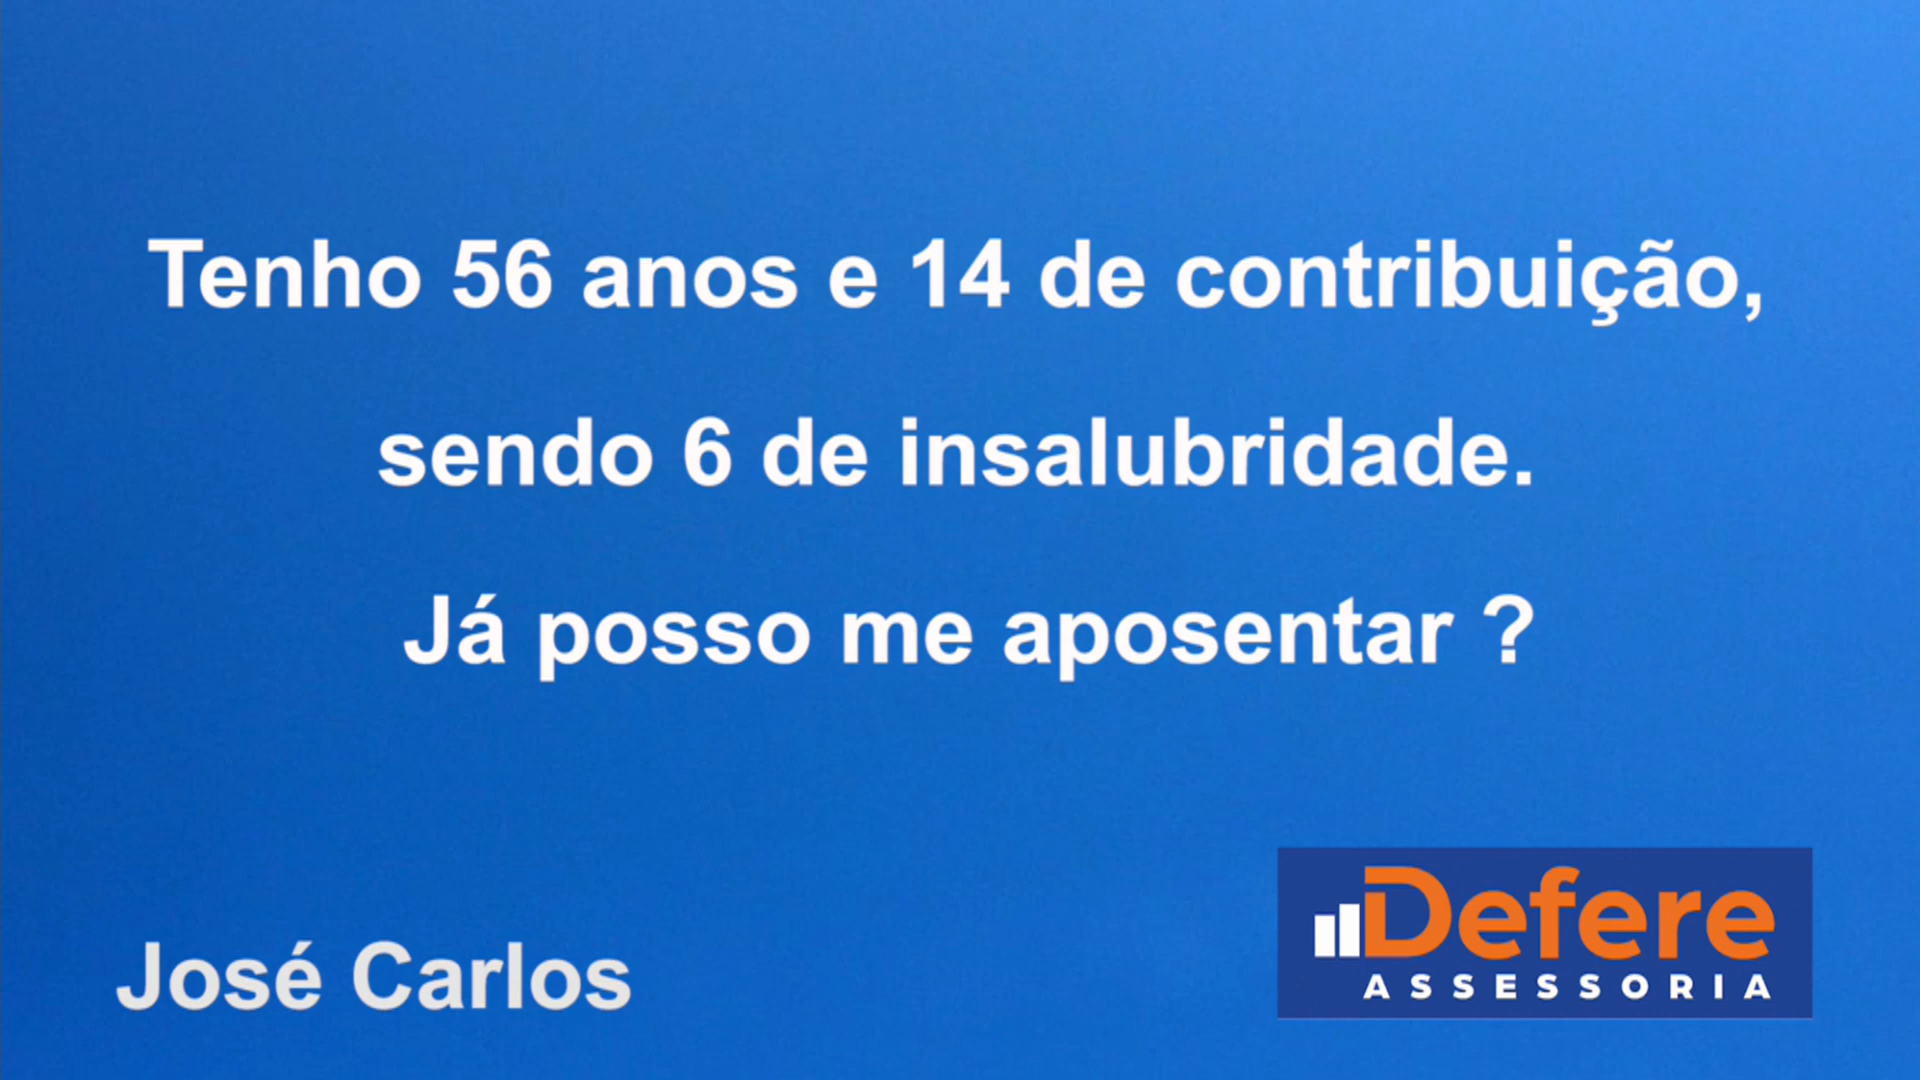 Tenho 56 anos e 14 de contribuição,
sendo 6 de insalubridade.
Já posso me aposentar ?
José Carlos
Defere
ASSESSORIA